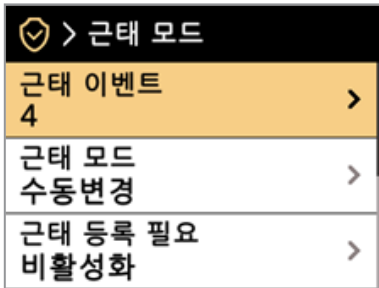 > 근태 모드
근태 이벤트
4
근태 모드
수동변경
근태 등록 필요
비활성화